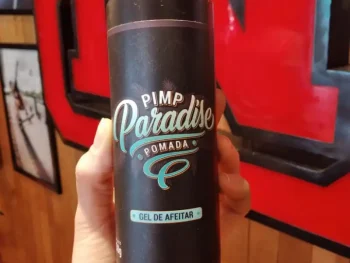 PIMP
Paradise
POMADA
GEL DE AFEITAR